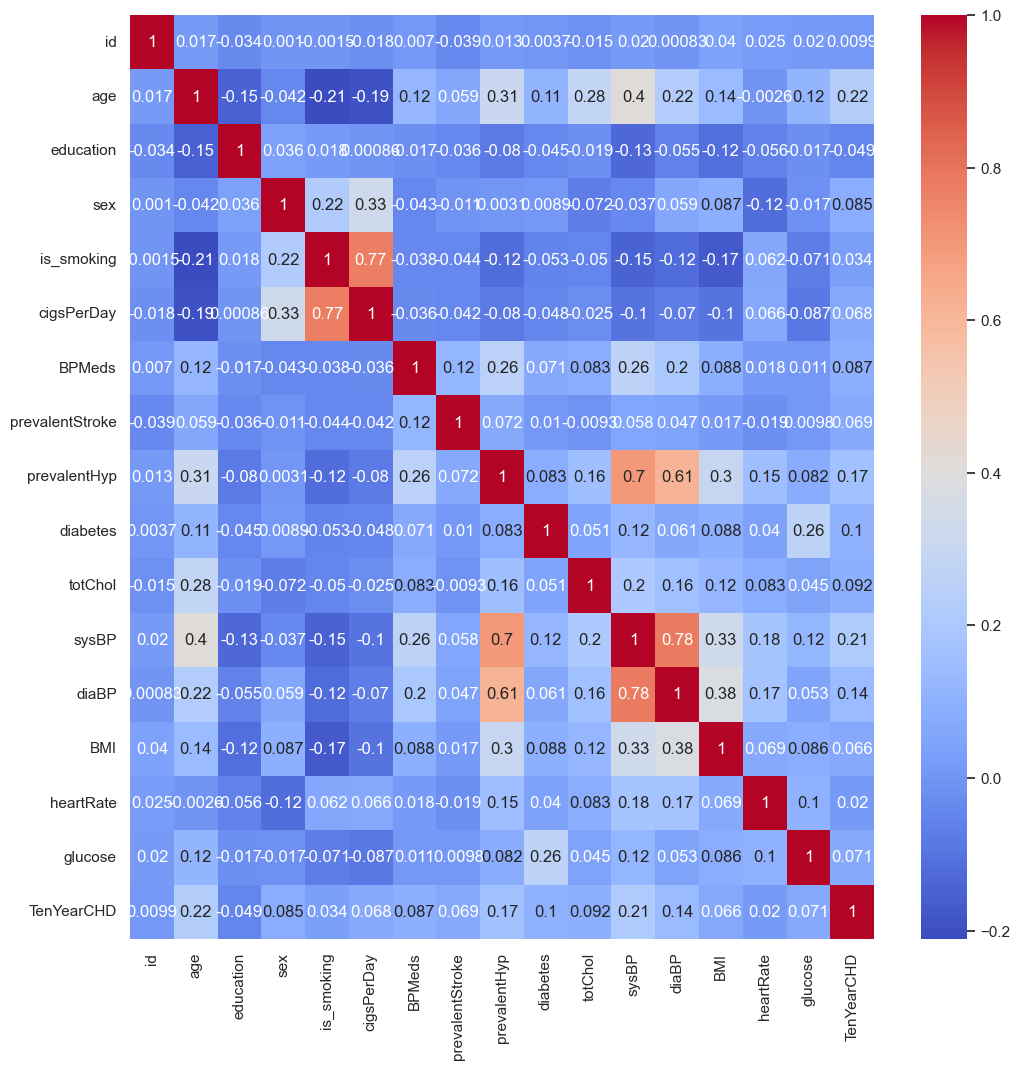 id 1 0.017 -0.034 0.001 -0.0015 -0.018 0.007 -0.039 0.013 0.0037 -0.015 0.02 0.00083 0.04 0.025 0.02 0.0099
age 0.017 1 -0.15 -0.042 -0.21 -0.19 0.12 0.059 0.31 0.11 0.28 0.4 0.22 0.14 -0.0026 0.12 0.22
education -0.034 -0.15 1 0.036 0.018 0.00086 -0.017 -0.036 -0.08 -0.045 -0.019 -0.13 -0.055 -0.12 -0.056 -0.017 -0.049
sex 0.001 -0.042 0.036 1 0.22 0.33 -0.043 -0.011 0.0031 0.0089 -0.072 -0.037 0.059 0.087 -0.12 -0.017 0.085
is_smoking 0.0015 -0.21 0.018 0.22 1 0.77 -0.038 -0.044 -0.12 -0.053 -0.05 -0.15 -0.12 -0.17 0.062 -0.071 0.034
cigsPerDay -0.018 -0.19 0.00086 0.33 0.77 1 -0.036 -0.042 -0.08 -0.048 -0.025 -0.1 -0.07 -0.1 0.066 -0.087 0.068
BPMeds 0.007 0.12 -0.017 -0.043 -0.038 -0.036 1 0.12 0.26 0.071 0.083 0.26 0.2 0.088 0.018 0.011 0.087
prevalentStroke -0.039 0.059 -0.036 -0.011 -0.044 -0.042 0.12 1 0.072 0.01 -0.0093 0.058 0.047 0.017 -0.019 0.0098 0.069
prevalentHyp 0.013 0.31 -0.08 0.0031 -0.12 -0.08 0.26 0.072 1 0.083 0.16 0.7 0.61 0.3 0.15 0.082 0.17
diabetes 0.0037 0.11 -0.045 0.0089 -0.053 -0.048 0.071 0.01 0.083 1 0.051 0.12 0.061 0.088 0.04 0.26 0.1
totChol -0.015 0.28 -0.019 -0.072 -0.05 -0.025 0.083 -0.0093 0.16 0.051 1 0.2 0.16 0.12 0.083 0.045 0.092
sysBP 0.02 0.4 -0.13 -0.037 -0.15 -0.1 0.26 0.058 0.7 0.12 0.2 1 0.78 0.33 0.18 0.12 0.21
diaBP 0.00083 0.22 -0.055 0.059 -0.12 -0.07 0.2 0.047 0.61 0.061 0.16 0.78 1 0.38 0.17 0.053 0.14
BMI 0.04 0.14 -0.12 0.087 -0.17 -0.1 0.088 0.017 0.3 0.088 0.12 0.33 0.38 1 0.069 0.086 0.066
heartRate 0.025 -0.0026 -0.056 -0.12 0.062 0.066 0.018 -0.019 0.15 0.04 0.083 0.18 0.17 0.069 1 0.1 0.02
glucose 0.02 0.12 -0.017 -0.017 -0.071 -0.087 0.011 0.0098 0.082 0.26 0.045 0.12 0.053 0.086 0.1 1 0.071
TenYearCHD 0.0099 0.22 -0.049 0.085 0.034 0.068 0.087 0.069 0.17 0.1 0.092 0.21 0.14 0.066 0.02 0.071 1
id age education sex is_smoking cigsPerDay BPMeds prevalentStroke prevalentHyp diabetes totChol sysBP diaBP BMI heartRate glucose TenYearCHD
1.0
0.8
0.6
0.4
0.2
0.0
−0.2